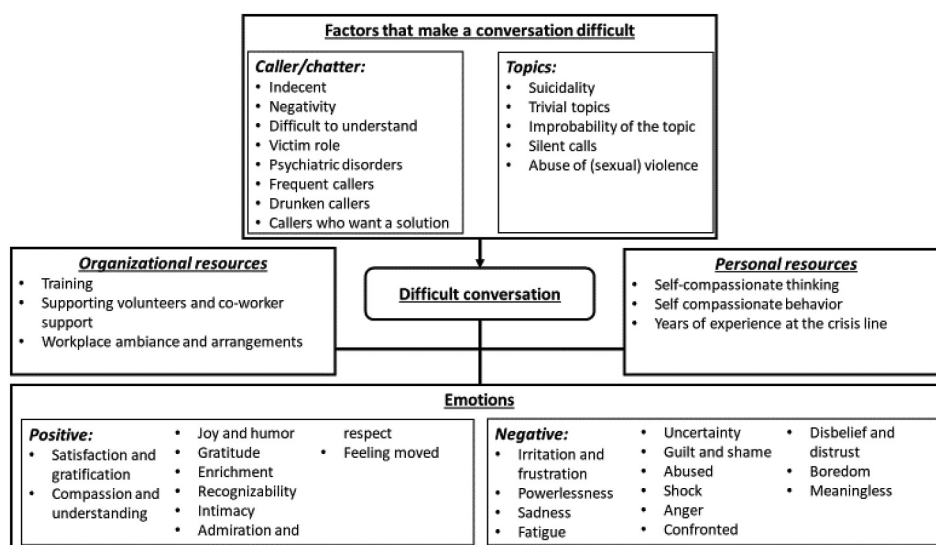 Factors that make a conversation difficult
Caller/chatter:
• Indecent
• Negativity
• Difficult to understand
• Victim role
• Psychiatric disorders
• Frequent callers
• Drunken callers
• Callers who want a solution
Topics:
• Suicidality
• Trivial topics
• Improbability of the topic
• Silent calls
• Abuse of (sexual) violence
Organizational resources
• Training
• Supporting volunteers and co-worker
support
• Workplace ambiance and arrangements
Difficult conversation
Personal resources
• Self-compassionate thinking
• Self compassionate behavior
• Years of experience at the crisis line
Emotions
Positive:
• Satisfaction and
gratification
• Compassion and
understanding
• Joy and humor
• Gratitude
• Enrichment
• Recognizability
• Intimacy
• Admiration and
respect
• Feeling moved
Negative:
• Irritation and
frustration
• Powerlessness
• Sadness
• Fatigue
• Uncertainty
• Guilt and shame
• Abused
• Shock
• Anger
• Confronted
• Disbelief and
distrust
• Boredom
• Meaningless